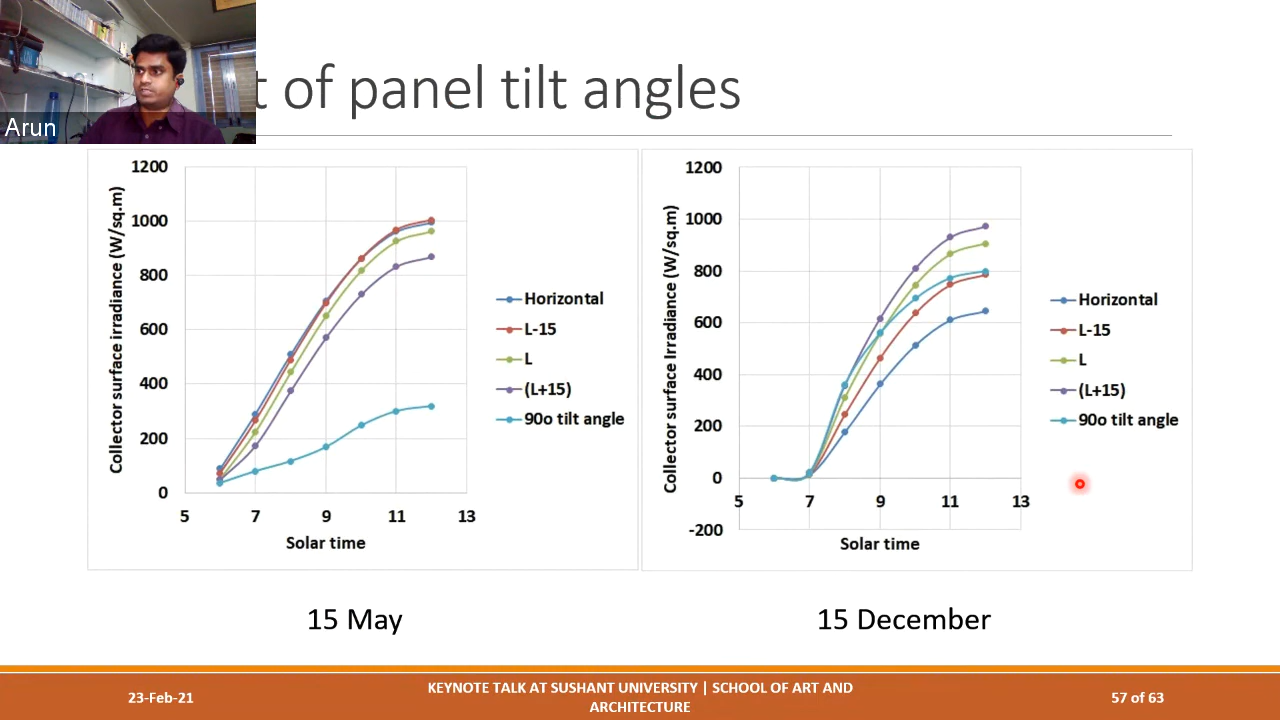 Arun
t of panel tilt angles
Collector surface irradiance (W/sq.m)
1200
1000
800
600
400
200
0
5 7 9 11 13
Solar time
Horizontal
L-15
L
(L+15)
90o tilt angle
Collector surface Irradiance (W/sq.m)
1200
1000
800
600
400
200
0
-200
5 7 9 11 13
Solar time
Horizontal
L-15
L
(L+15)
90o tilt angle
15 May
15 December
23-Feb-21
KEYNOTE TALK AT SUSHANT UNIVERSITY | SCHOOL OF ART AND
ARCHITECTURE
57 of 63